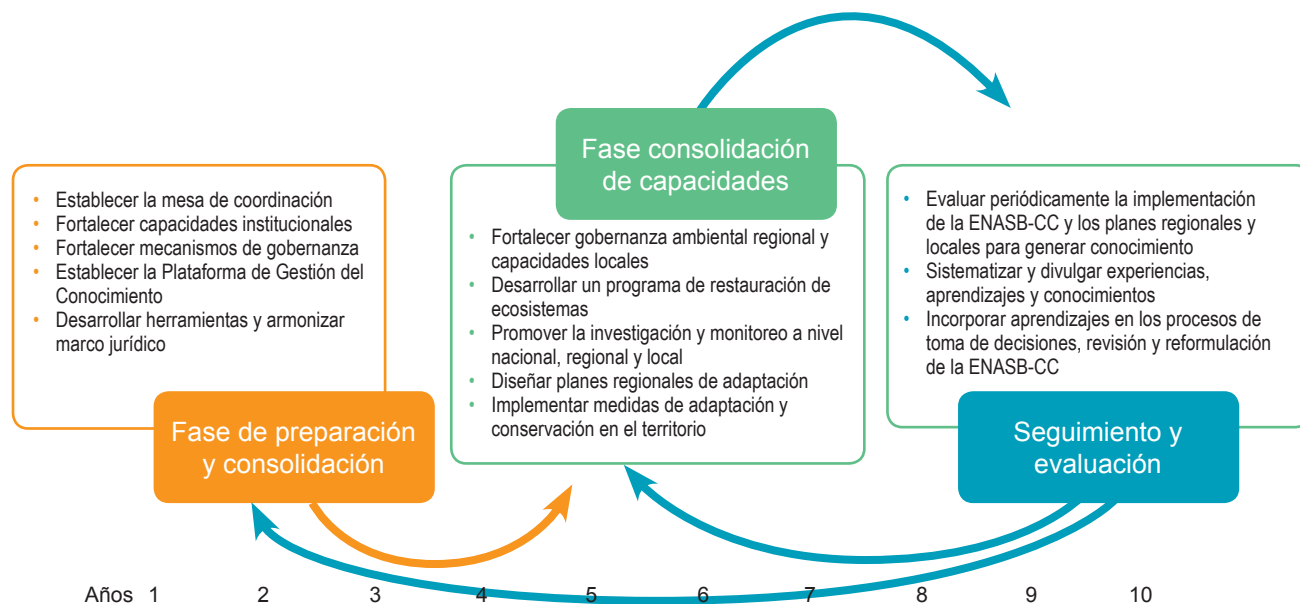 • Establecer la mesa de coordinación
• Fortalecer capacidades institucionales
• Fortalecer mecanismos de gobernanza
• Establecer la Plataforma de Gestión del
Conocimiento
• Desarrollar herramientas y armonizar
marco jurídico
Fase de preparación
y consolidación
Fase consolidación
de capacidades
• Fortalecer gobernanza ambiental regional y
capacidades locales
• Desarrollar un programa de restauración de
ecosistemas
• Promover la investigación y monitoreo a nivel
nacional, regional y local
• Diseñar planes regionales de adaptación
• Implementar medidas de adaptación y
conservación en el territorio
• Evaluar periódicamente la implementación
de la ENASB-CC y los planes regionales y
locales para generar conocimiento
• Sistematizar y divulgar experiencias,
aprendizajes y conocimientos
• Incorporar aprendizajes en los procesos de
toma de decisiones, revisión y reformulación
de la ENASB-CC
Seguimiento y
evaluación
Años 1 2 3 4 5 6 7 8 9 10